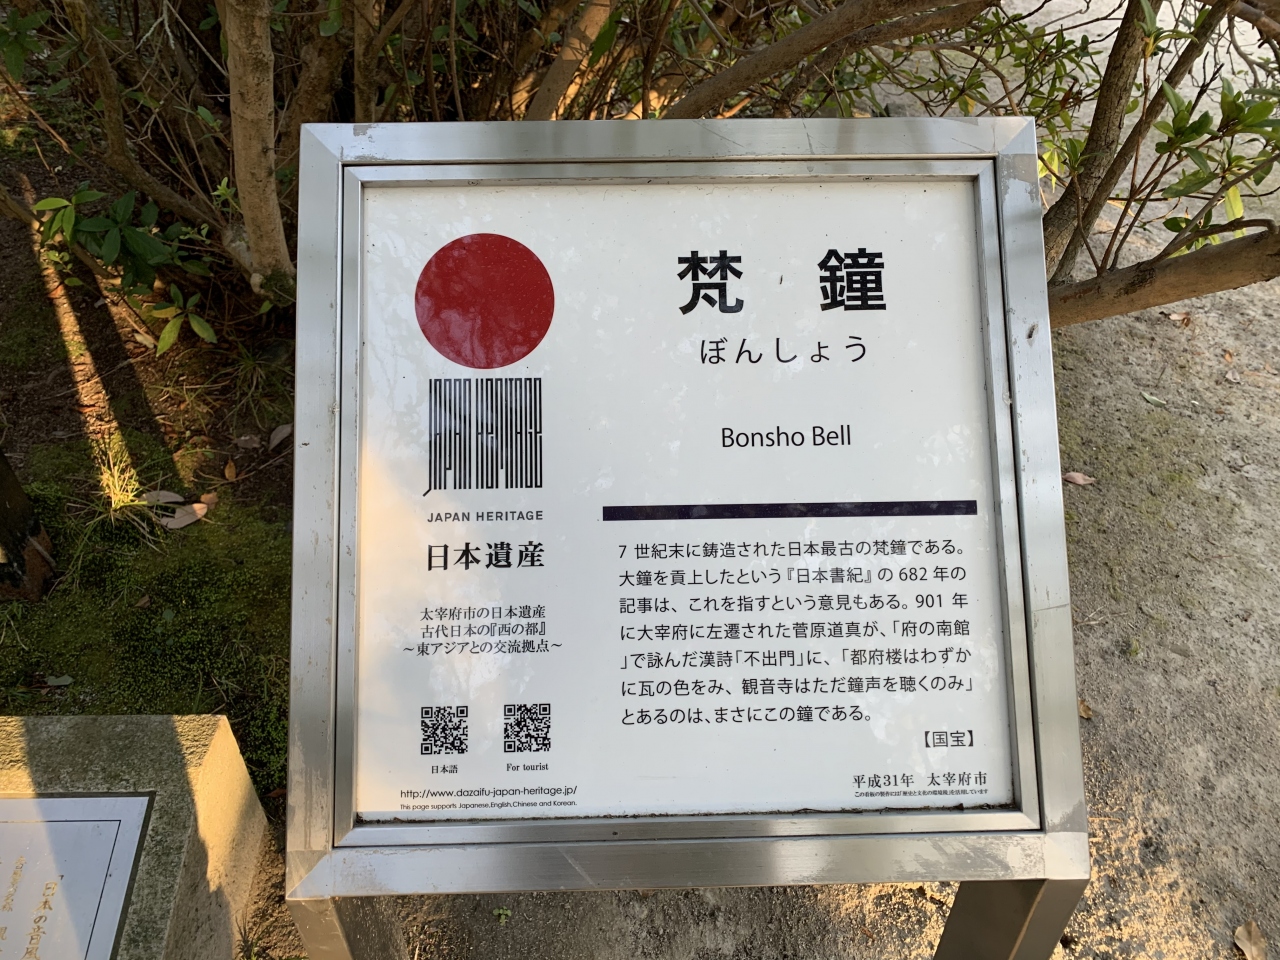 梵 鐘
ぼんしょう
Bonsho Bell
JAPAN HERITAGE
JAPAN HERITAGE
日本遺産
太宰府市の日本遺産
古代日本の『西の都』
～東アジアとの交流拠点～
日本語
For tourist
http://www.dazaifu-japan-heritage.jp/
This page supports Japanese,English,Chinese and Korean.
7 世紀末に鋳造された日本最古の梵鐘である。
大鐘を貢上したという『日本書紀』の 682 年の
記事は、これを指すという意見もある。901 年
に大宰府に左遷された菅原道真が、「府の南館
」で詠んだ漢詩「不出門」に、「都府楼はわずか
に瓦の色をみ、観音寺はただ鐘声を聴くのみ」
とあるのは、まさにこの鐘である。
【国宝】
平成31年 太宰府市
日本の音風